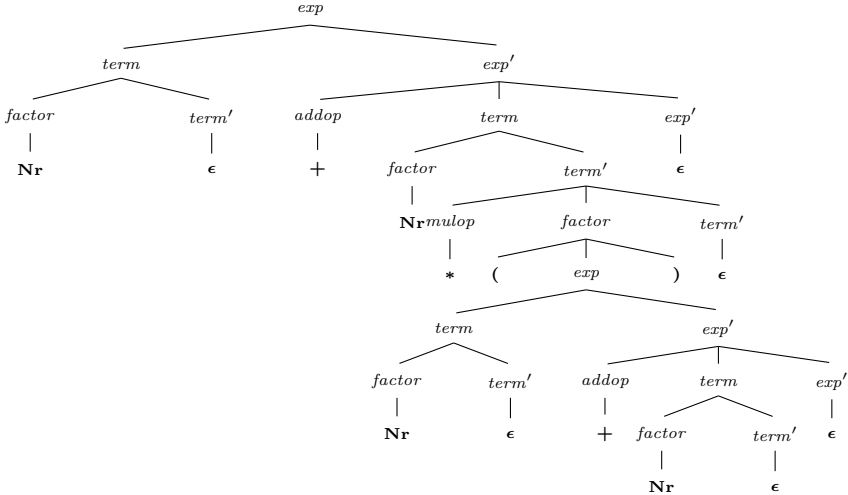 exp
term exp′
factor term′ addop term exp′
Nr ϵ + factor term′ ϵ
Nr mulop factor term′
* ( exp ) ϵ
term exp′
factor term′ addop term exp′
Nr ϵ + factor term′ ϵ
Nr ϵ